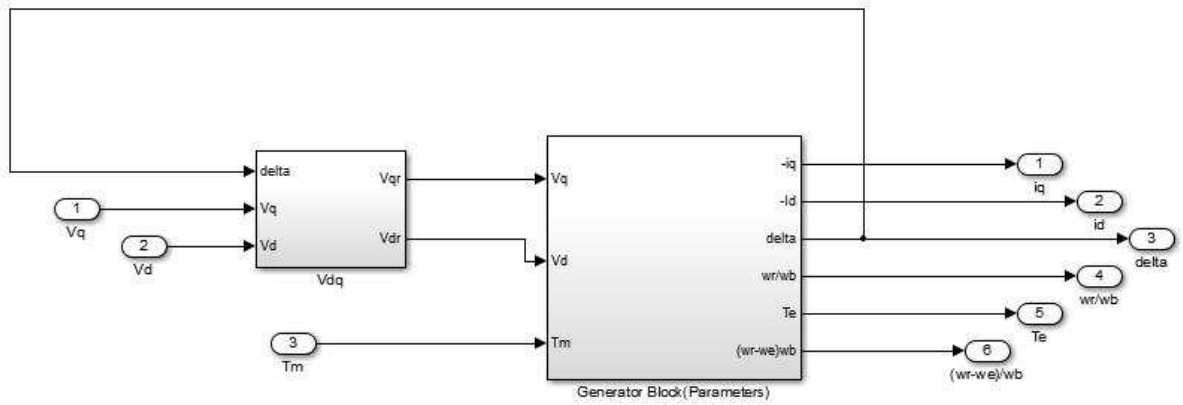 delta
Vq
Vd
Vqr
Vdr
Vdq
1
Vq
2
Vd
3
Tm
Vq
Vd
Tm
-iq
-Id
delta
wr/wb
Te
(wr-we)wb
Generator Block(Parameters)
1
iq
2
id
3
delta
4
wr/wb
5
Te
6
(wr-we)/wb